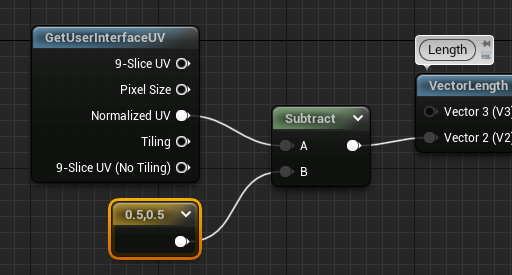 GetUserInterfaceUV
9-Slice UV
Pixel Size
Normalized UV
Tiling
9-Slice UV (No Tiling)
0.5,0.5
Subtract
A
B
Length
VectorLength
Vector 3 (V3)
Vector 2 (V2)